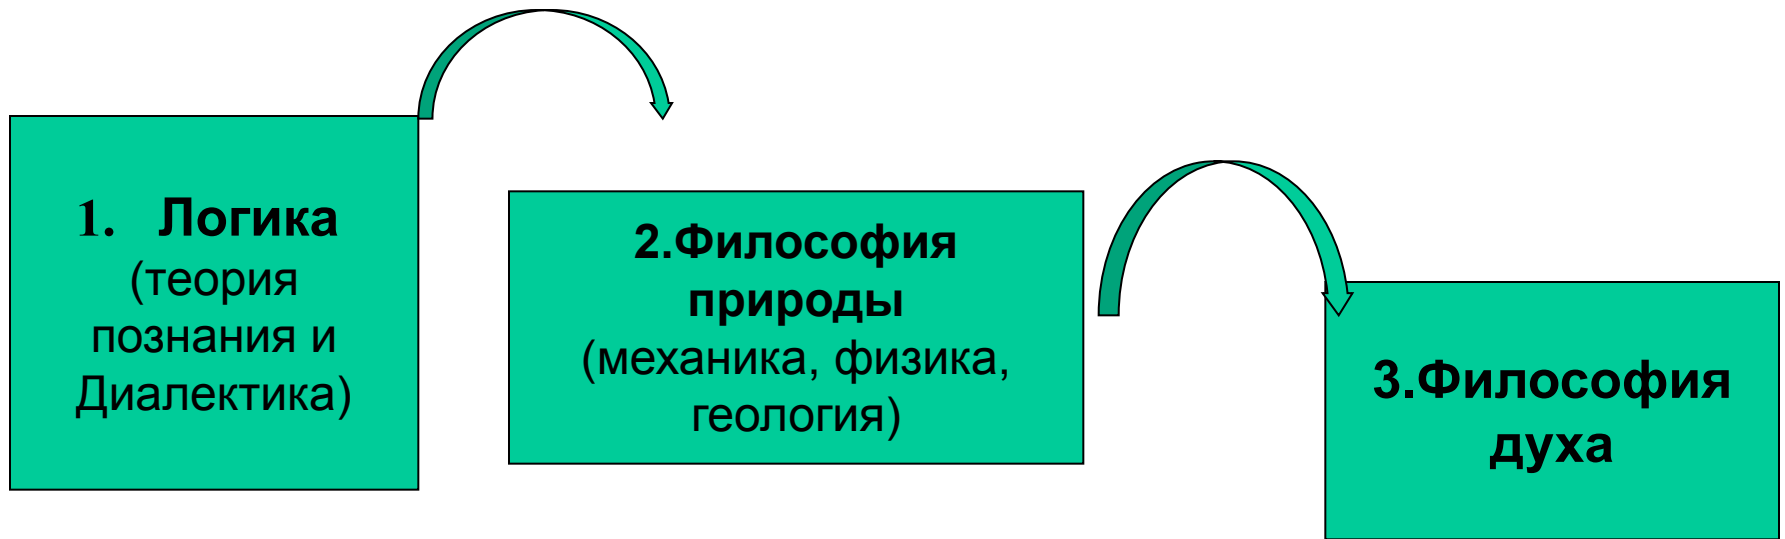 1. Логика
(теория
познания и
Диалектика)
2.Философия
природы
(механика, физика,
геология)
3.Философия
духа